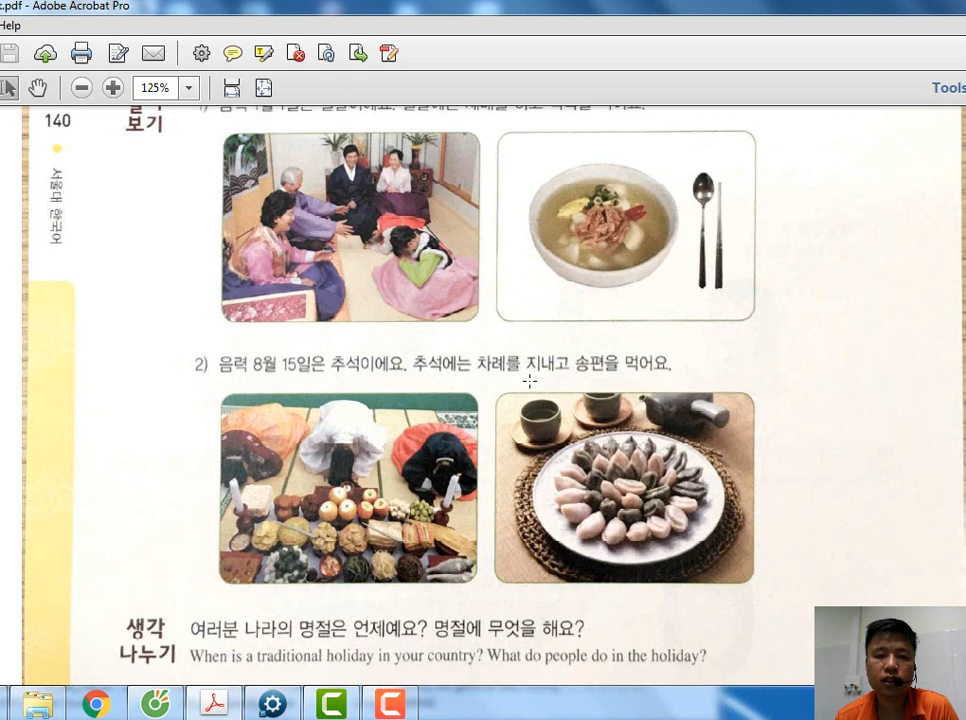 k.pdf - Adobe Acrobat Pro
Help
125%
Tools
140
보기
서울대 한국어
2) 음력 8월 15일은 추석이에요. 추석에는 차례를 지내고 송편을 먹어요.
생각 여러분 나라의 명절은 언제예요? 명절에 무엇을 해요?
나누기 When is a traditional holiday in your country? What do people do in the holiday?